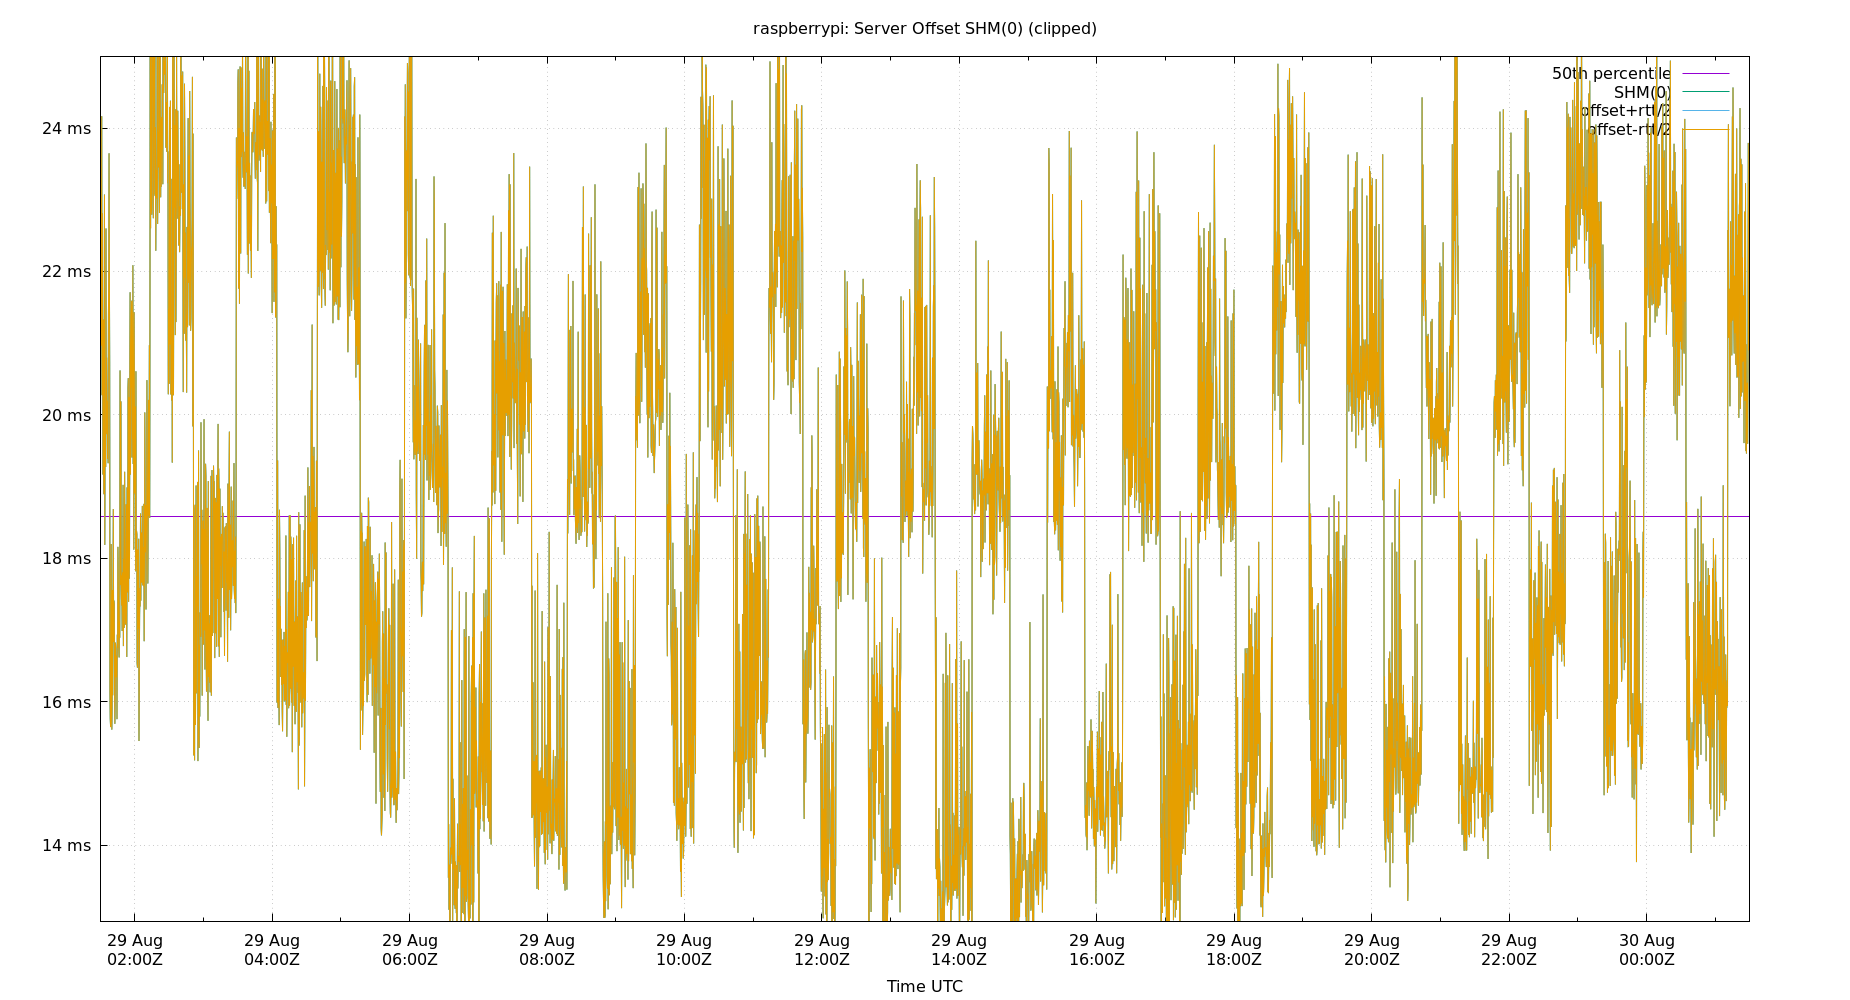 raspberrypi: Server Offset SHM(0) (clipped)
50th percentile
SHM(0)
offset+rtt/2
offset-rtt/2
24 ms
22 ms
20 ms
18 ms
16 ms
14 ms
29 Aug 29 Aug 29 Aug 29 Aug 29 Aug 29 Aug 29 Aug 29 Aug 29 Aug 29 Aug 29 Aug 30 Aug
02:00Z 04:00Z 06:00Z 08:00Z 10:00Z 12:00Z 14:00Z 16:00Z 18:00Z 20:00Z 22:00Z 00:00Z
Time UTC